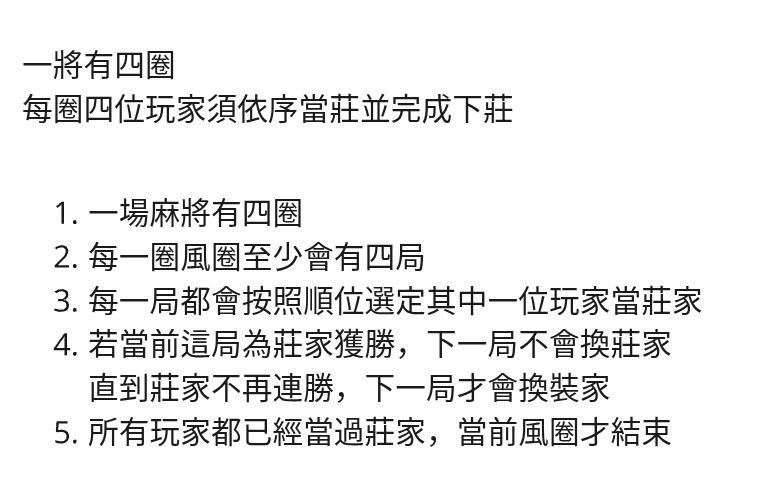 一將有四圈
每圈四位玩家須依序當莊並完成下莊
1. 一場麻將有四圈
2. 每一圈風圈至少會有四局
3. 每一局都會按照順位選定其中一位玩家當莊家
4. 若當前這局為莊家獲勝，下一局不會換莊家
直到莊家不再連勝，下一局才會換裝家
5. 所有玩家都已經當過莊家，當前風圈才結束